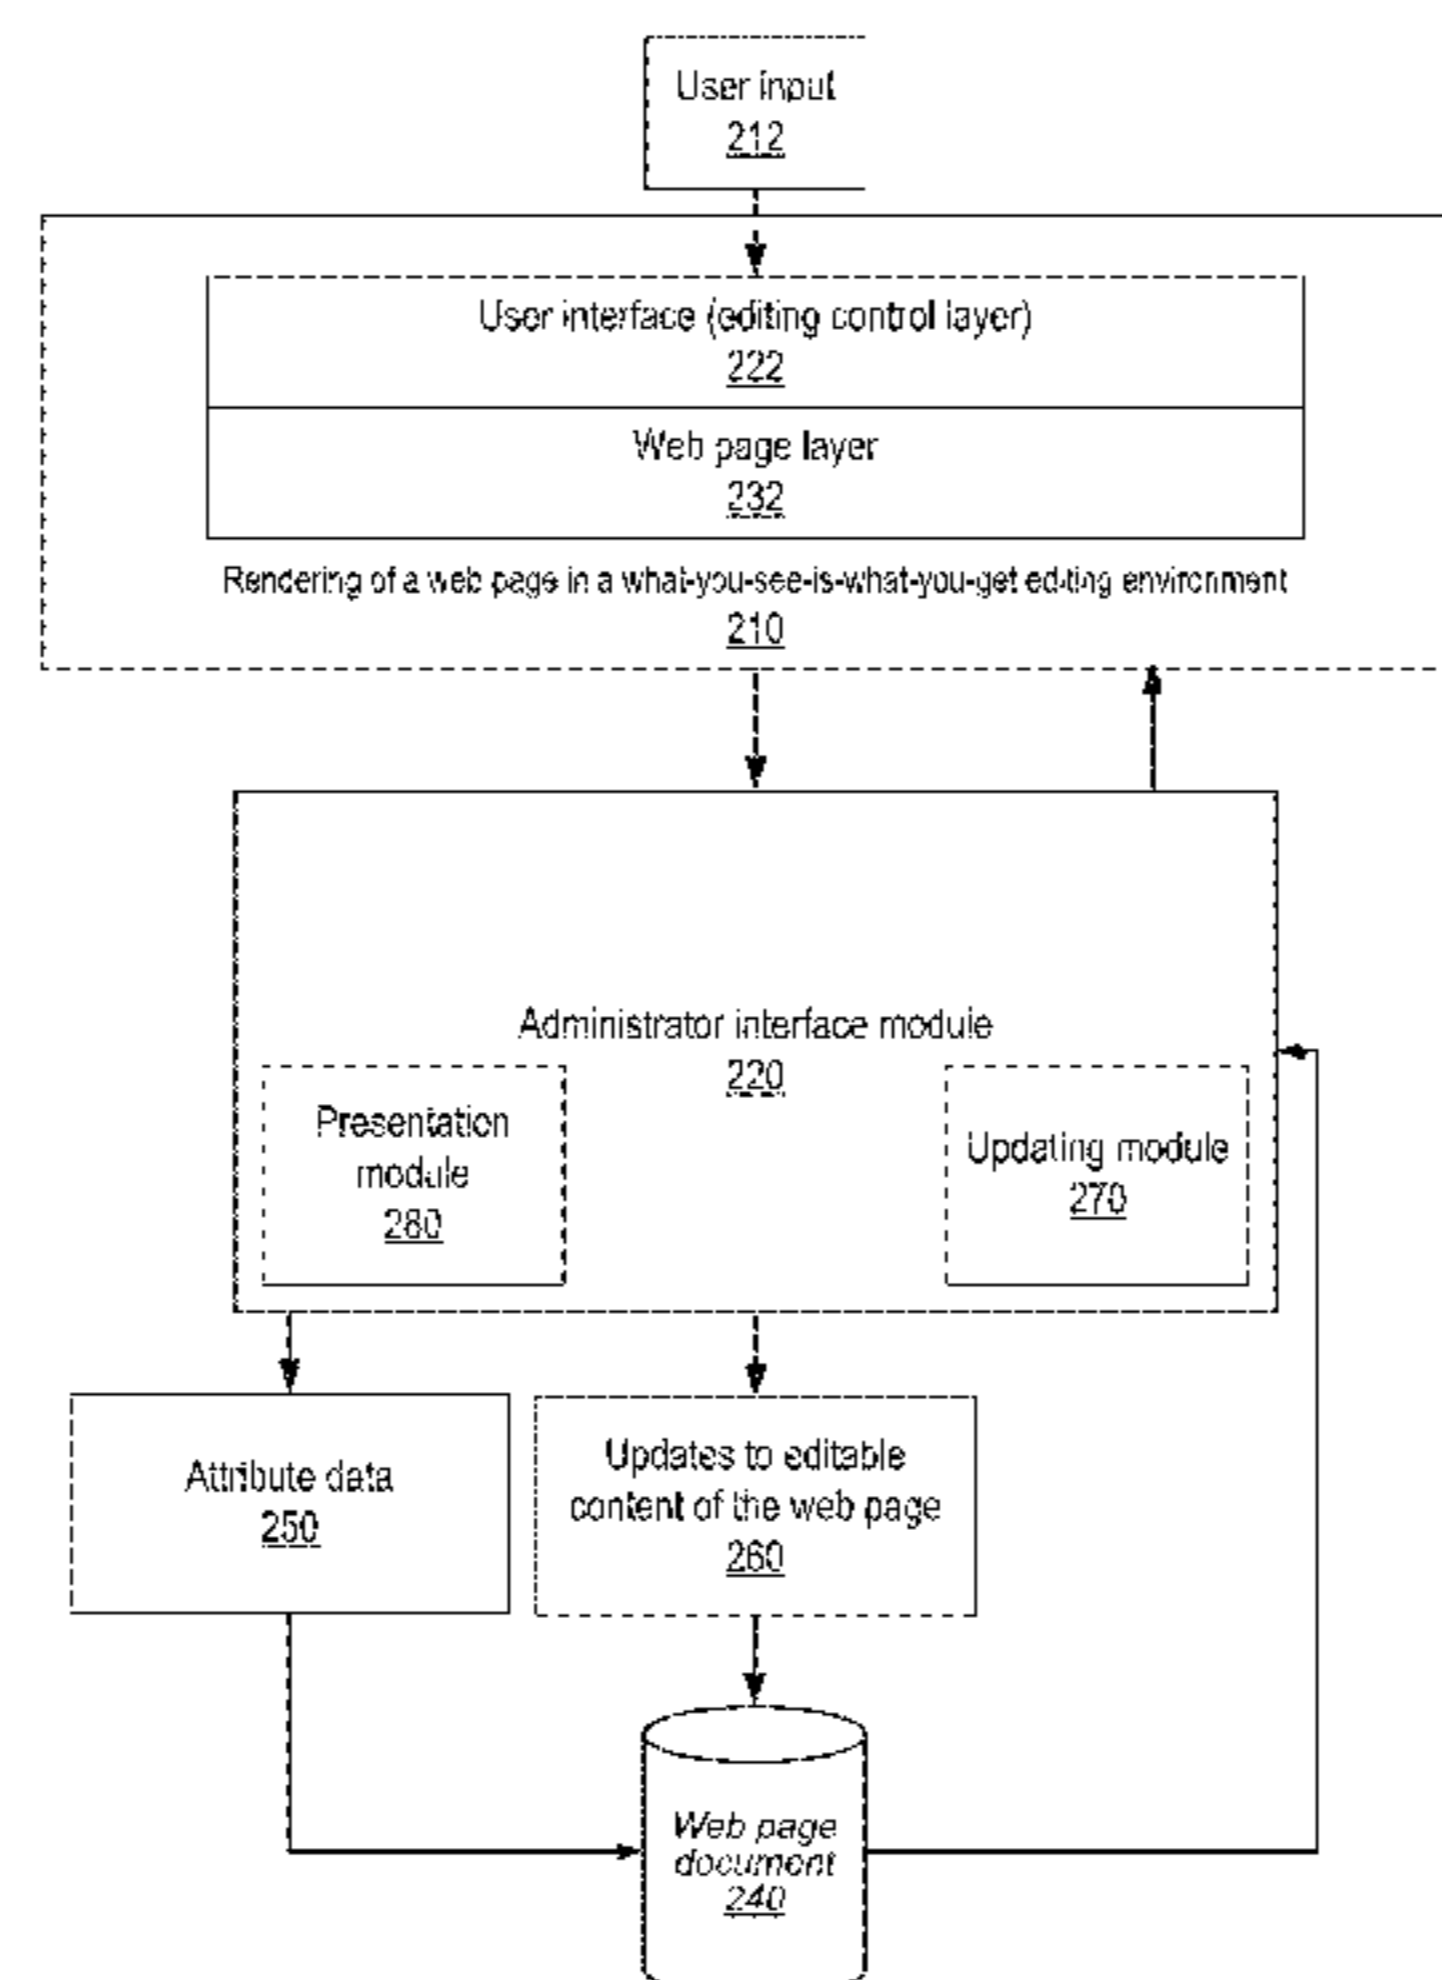 User input
212
User interface (editing control layer)
222
Web page layer
232
Rendering of a web page in a what-you-see-is-what-you-get editing environment
210
Administrator interface module
220
Presentation
module
280
Updating module
270
Attribute data
250
Updates to editable
content of the web page
260
Web page
document
240